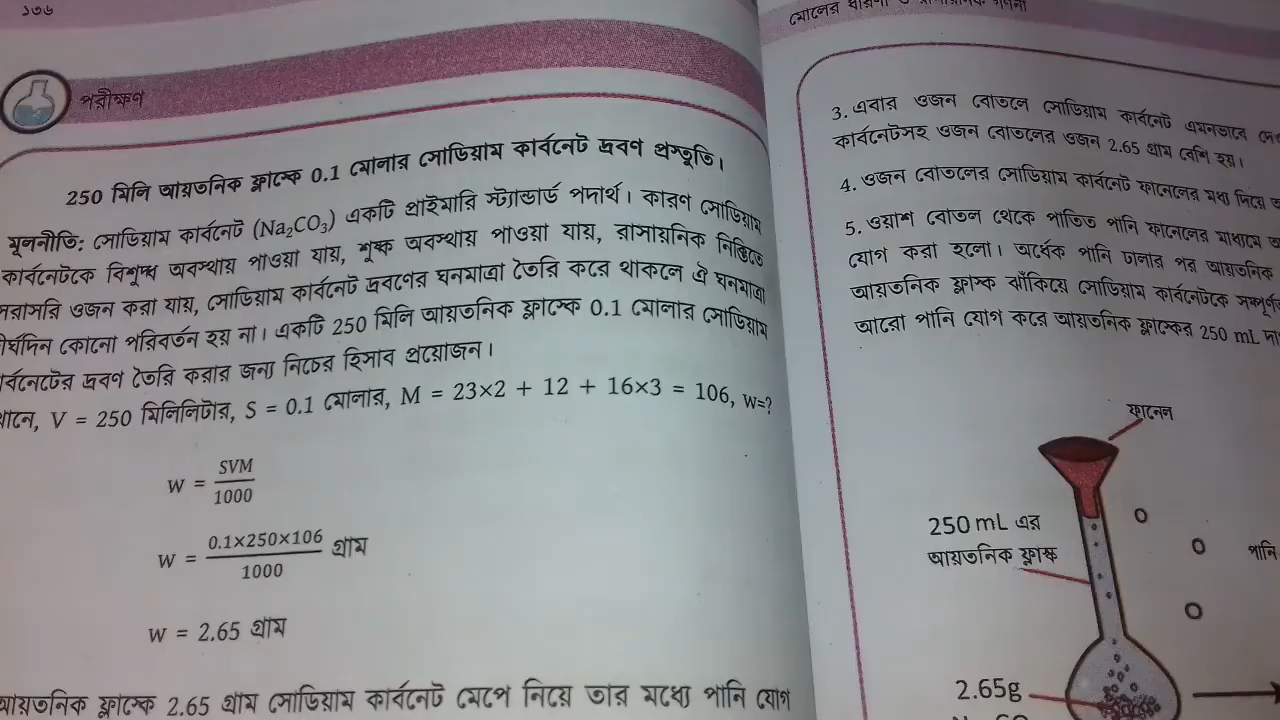 ১৩৬
পরীক্ষণ
250 মিলি আয়তনিক ফ্লাস্কে 0.1 মোলার সোডিয়াম কার্বনেট দ্রবণ প্রস্তুতি।
মূলনীতি: সোডিয়াম কার্বনেট (Na₂CO₃) একটি প্রাইমারি স্ট্যান্ডার্ড পদার্থ। কারণ সোডিয়াম
কার্বনেটকে বিশুদ্ধ অবস্থায় পাওয়া যায়, শুষ্ক অবস্থায় পাওয়া যায়, রাসায়নিক নিক্তিতে
সরাসরি ওজন করা যায়, সোডিয়াম কার্বনেট দ্রবণের ঘনমাত্রা তৈরি করে থাকলে ঐ ঘনমাত্রা
কোনো পরিবর্তন হয় না। একটি 250 মিলি আয়তনিক ফ্লাস্কে 0.1 মোলার সোডিয়াম
দ্রবণ তৈরি করার জন্য নিচের হিসাব প্রয়োজন।
V = 250 মিলিলিটার, S = 0.1 মোলার, M = 23×2 + 12 + 16×3 = 106, w=?
W = SVM/1000
W = 0.1×250×106/1000 গ্রাম
W = 2.65 গ্রাম
আয়তনিক ফ্লাস্কে 2.65 গ্রাম সোডিয়াম কার্বনেট মেপে নিয়ে তার মধ্যে পানি যোগ
মোলের ধারণা ও রাসায়নিক গণনা
3. এবার ওজন বোতলে সোডিয়াম কার্বনেট এমনভাবে
কার্বনেটসহ ওজন বোতলের ওজন 2.65 গ্রাম বেশি হয়।
4. ওজন বোতলের সোডিয়াম কার্বনেট ফানেলের মধ্য দিয়ে
5. ওয়াশ বোতল থেকে পাতিত পানি ফানেলের মাধ্যমে
যোগ করা হলো। অর্ধেক পানি ঢালার পর আয়তনিক
আয়তনিক ফ্লাস্ক ঝাঁকিয়ে সোডিয়াম কার্বনেটকে
আরো পানি যোগ করে আয়তনিক ফ্লাস্কের 250 mL
ফানেল
250 mL এর
আয়তনিক ফ্লাস্ক
পানি
2.65g